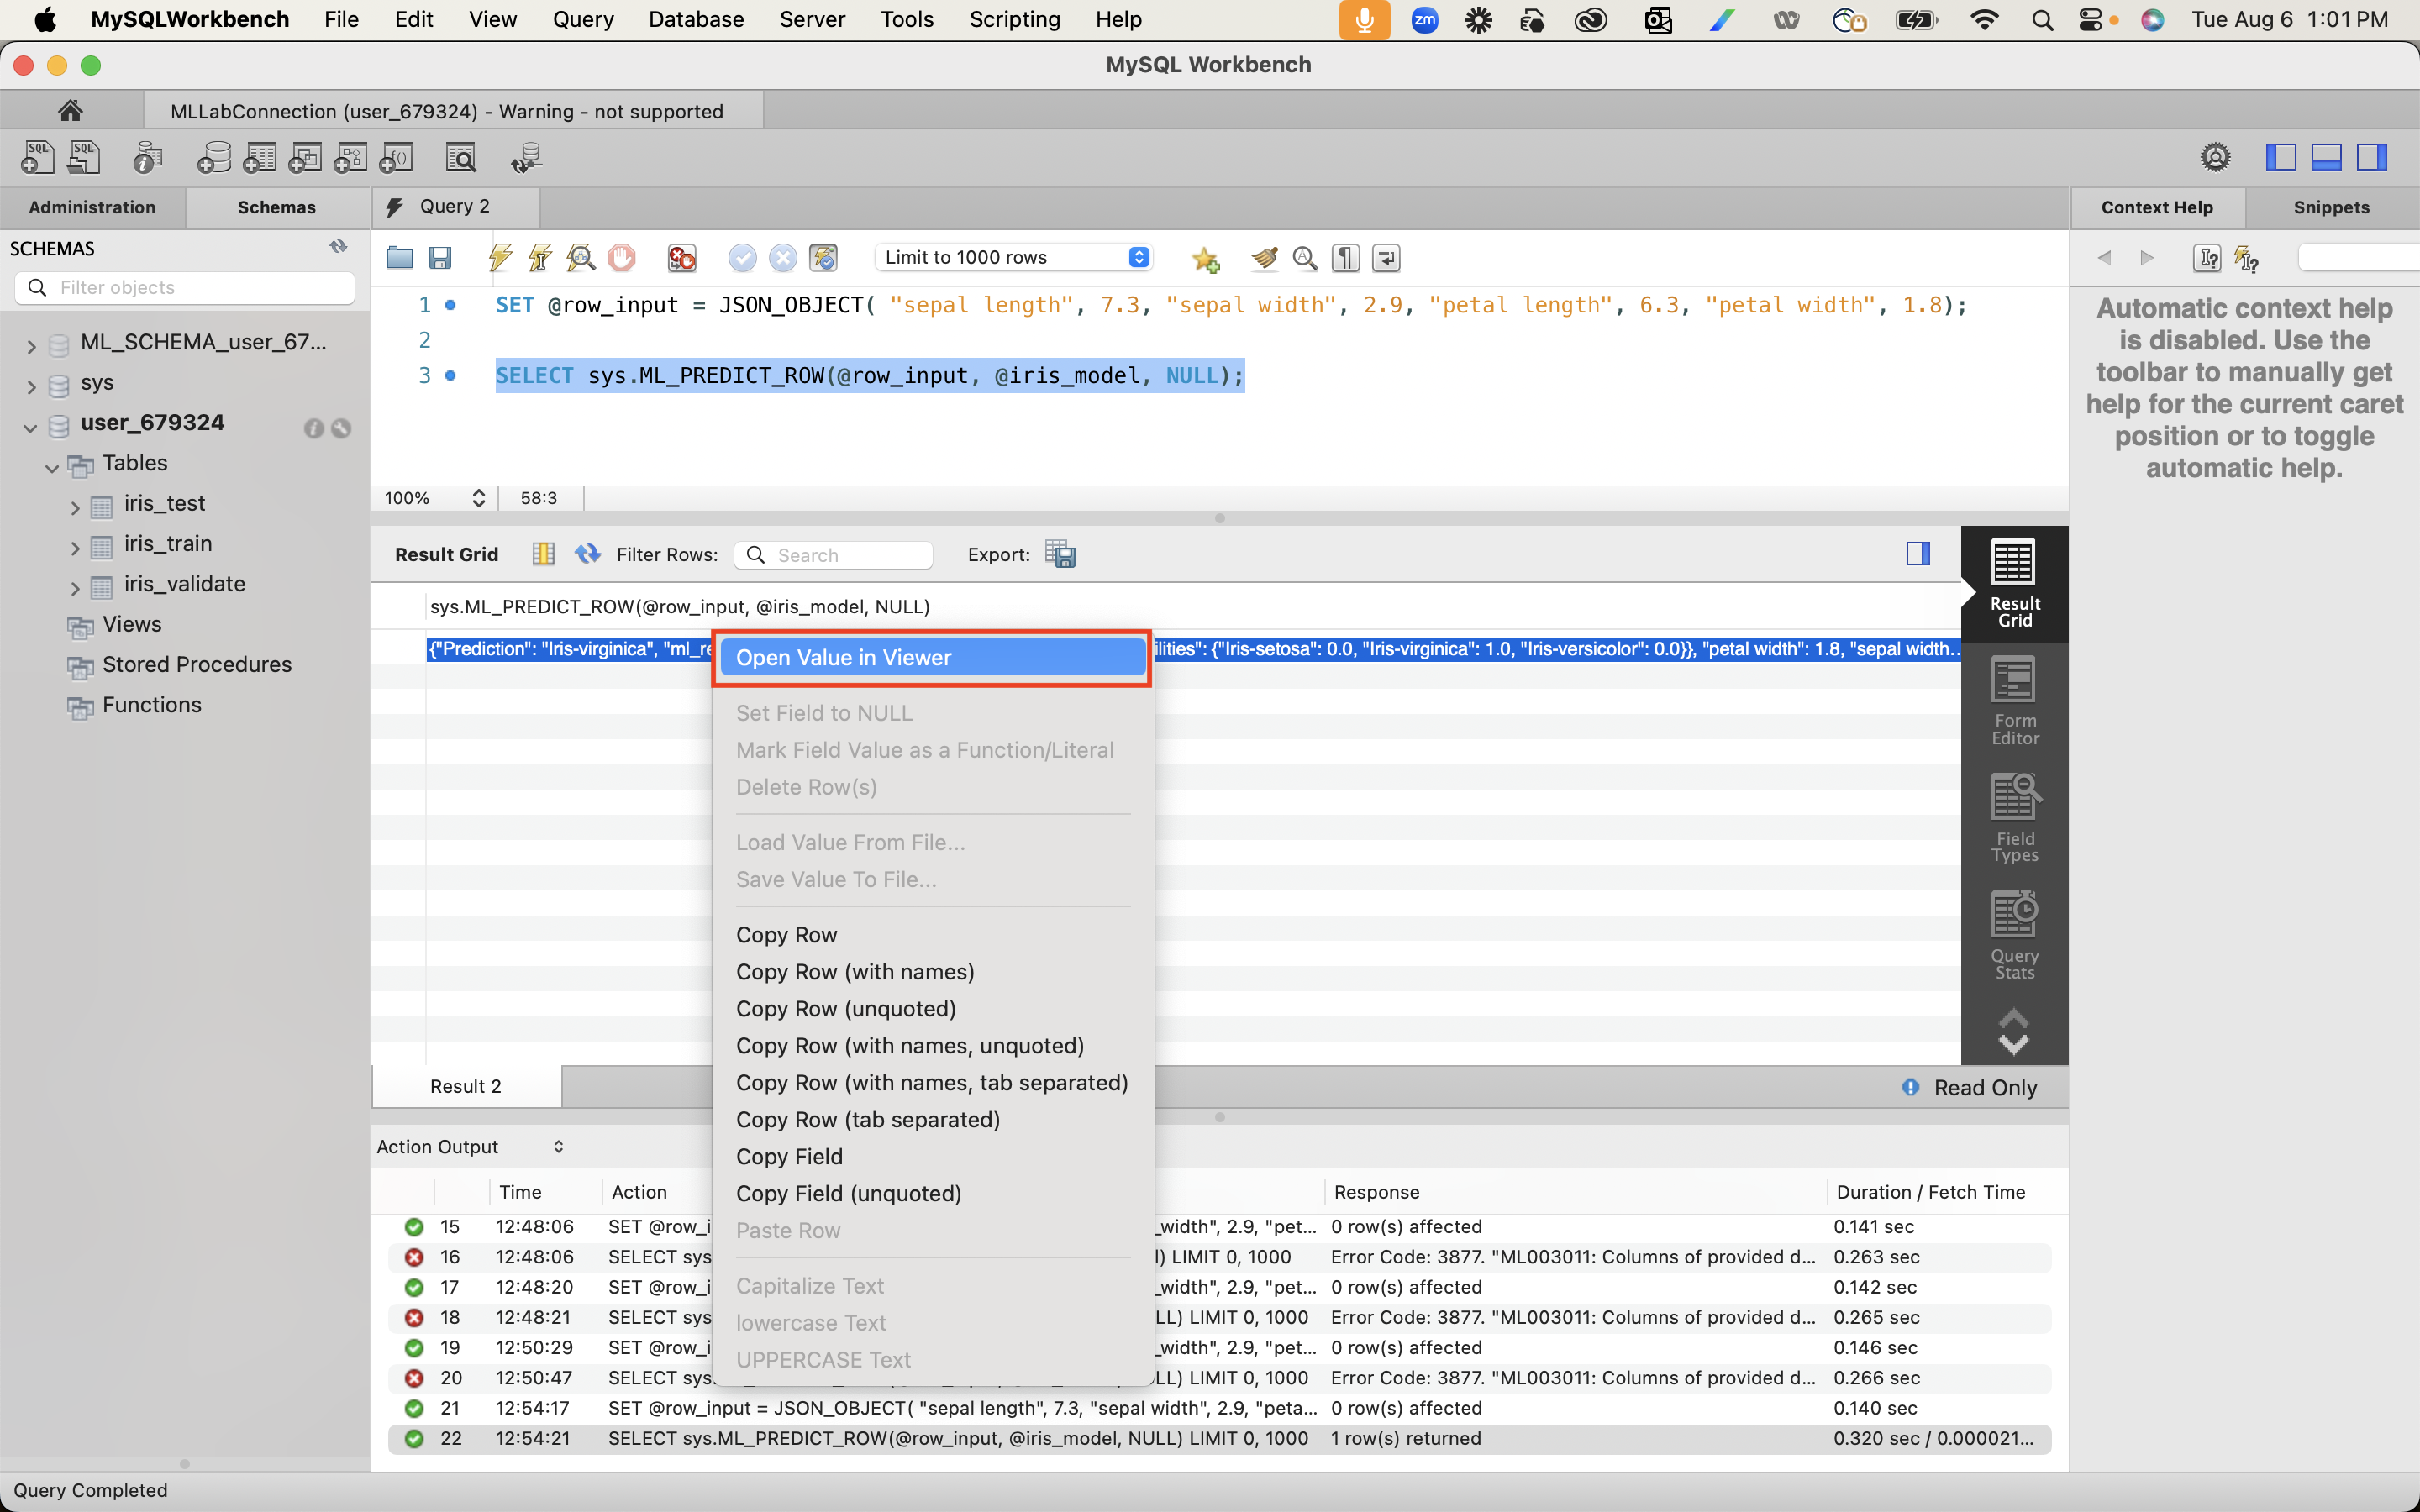 MySQLWorkbench File Edit View Query Database Server Tools Scripting Help zm Tue Aug 6 1:01 PM
MySQL Workbench
MLLabConnection (user_679324) - Warning - not supported
SQL SQL
Administration Schemas Query 2 Context Help Snippets
SCHEMAS
Limit to 1000 rows
Filter objects
1 SET @row_input = JSON_OBJECT( "sepal length", 7.3, "sepal width", 2.9, "petal length", 6.3, "petal width", 1.8);
2
3 SELECT sys.ML_PREDICT_ROW(@row_input, @iris_model, NULL);
Automatic context help
is disabled. Use the
toolbar to manually get
help for the current caret
position or to toggle
automatic help.
ML_SCHEMA_user_67...
sys
user_679324
Tables
iris_test
iris_train
iris_validate
Views
Stored Procedures
Functions
100% 58:3
Result Grid Filter Rows: Search Export:
sys.ML_PREDICT_ROW(@row_input, @iris_model, NULL)
{"Prediction": "Iris-virginica", "ml_re
ilities": {"Iris-setosa": 0.0, "Iris-virginica": 1.0, "Iris-versicolor": 0.0}}, "petal width": 1.8, "sepal width...
Open Value in Viewer
Set Field to NULL
Mark Field Value as a Function/Literal
Delete Row(s)
Load Value From File...
Save Value To File...
Copy Row
Copy Row (with names)
Copy Row (unquoted)
Copy Row (with names, unquoted)
Copy Row (with names, tab separated)
Copy Row (tab separated)
Copy Field
Copy Field (unquoted)
Paste Row
Capitalize Text
lowercase Text
UPPERCASE Text
Result
Grid
Form
Editor
Field
Types
Query
Stats
Result 2 Read Only
Action Output
Time Action Response Duration / Fetch Time
15 12:48:06 SET @row_i _width", 2.9, "pet... 0 row(s) affected 0.141 sec
16 12:48:06 SELECT sys l) LIMIT 0, 1000 Error Code: 3877. "ML003011: Columns of provided d... 0.263 sec
17 12:48:20 SET @row_i _width", 2.9, "pet... 0 row(s) affected 0.142 sec
18 12:48:21 SELECT sys LL) LIMIT 0, 1000 Error Code: 3877. "ML003011: Columns of provided d... 0.265 sec
19 12:50:29 SET @row_i _width", 2.9, "pet... 0 row(s) affected 0.146 sec
20 12:50:47 SELECT sys LL) LIMIT 0, 1000 Error Code: 3877. "ML003011: Columns of provided d... 0.266 sec
21 12:54:17 SET @row_input = JSON_OBJECT( "sepal length", 7.3, "sepal width", 2.9, "peta... 0 row(s) affected 0.140 sec
22 12:54:21 SELECT sys.ML_PREDICT_ROW(@row_input, @iris_model, NULL) LIMIT 0, 1000 1 row(s) returned 0.320 sec / 0.000021...
Query Completed